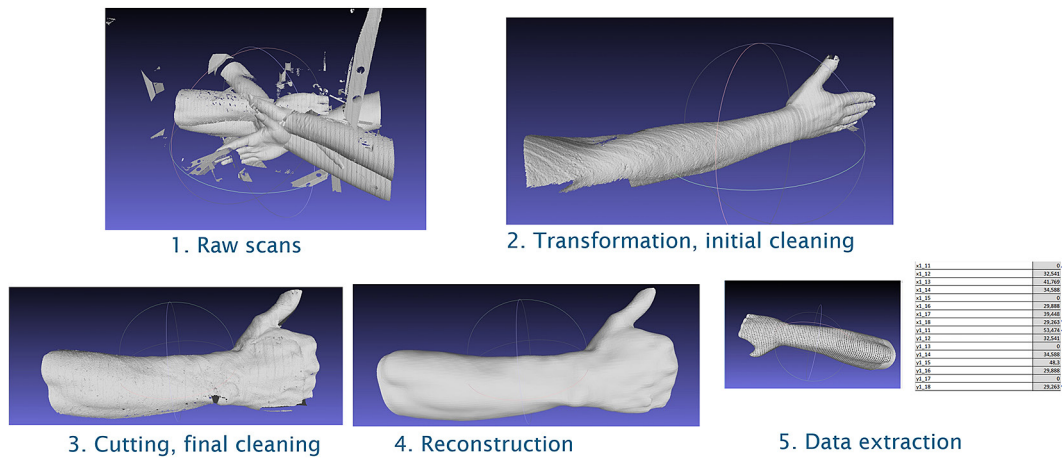 1. Raw scans
2. Transformation, initial cleaning
x1_11 0
x1_12 32,541
x1_13 41,769
x1_14 34,588
x1_15 0
x1_16 29,888
x1_17 39,448
x1_18 29,263
y1_11 53,474
y1_12 32,541
y1_13 0
y1_14 34,588
y1_15 48,3
y1_16 29,888
y1_17 0
y1_18 29,263
3. Cutting, final cleaning
4. Reconstruction
5. Data extraction